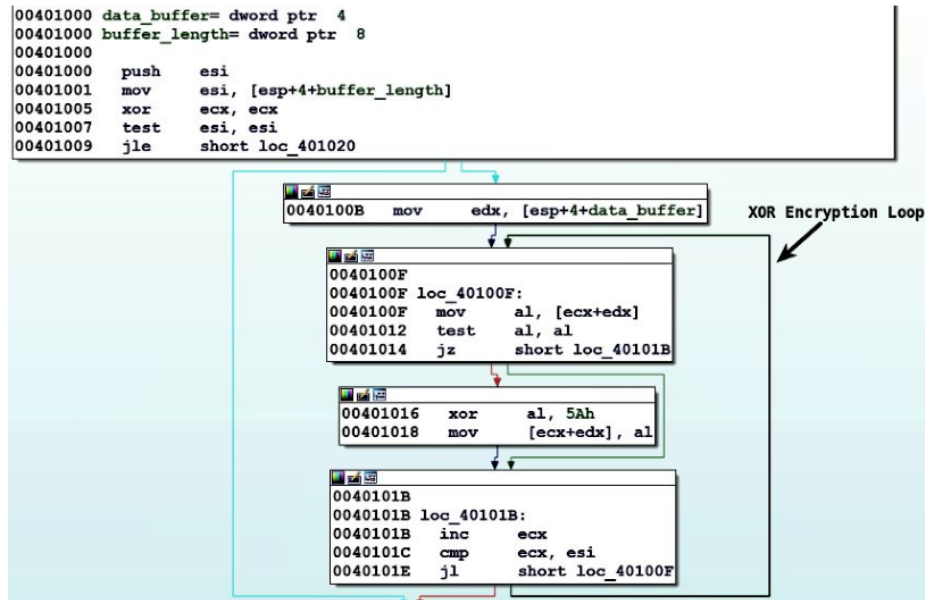 00401000 data_buffer= dword ptr  4
00401000 buffer_length= dword ptr  8
00401000
00401000   push    esi
00401001   mov     esi, [esp+4+buffer_length]
00401005   xor     ecx, ecx
00401007   test    esi, esi
00401009   jle     short loc_401020
0040100B   mov     edx, [esp+4+data_buffer]
XOR Encryption Loop
0040100F
0040100F loc_40100F:
0040100F   mov     al, [ecx+edx]
00401012   test    al, al
00401014   jz      short loc_40101B
00401016   xor     al, 5Ah
00401018   mov     [ecx+edx], al
0040101B
0040101B loc_40101B:
0040101B   inc     ecx
0040101C   cmp     ecx, esi
0040101E   jl      short loc_40100F